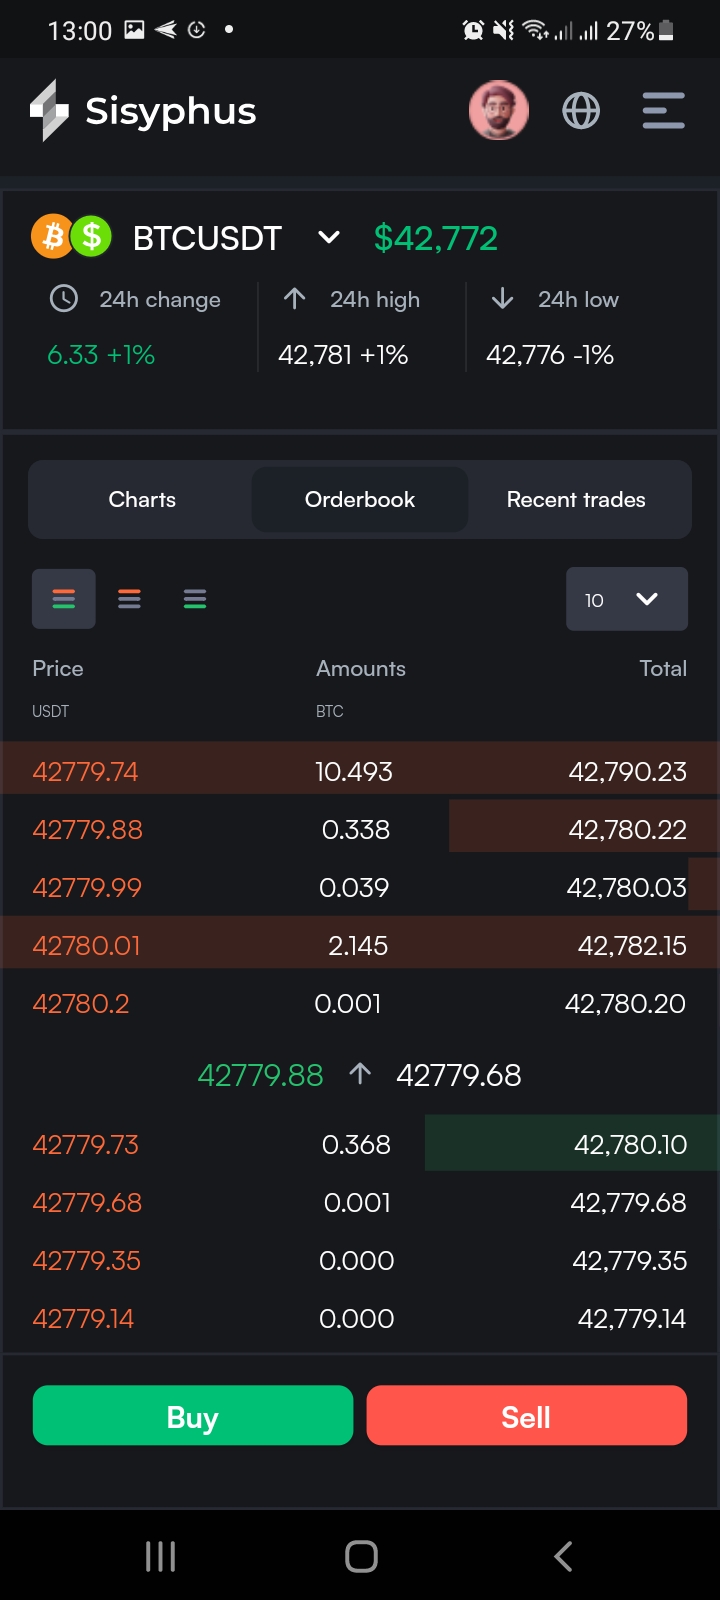 13:00 27%
Sisyphus
BTCUSDT $42,772
24h change 24h high 24h low
6.33 +1% 42,781 +1% 42,776 -1%
Charts Orderbook Recent trades
10
Price Amounts Total
USDT BTC
42779.74 10.493 42,790.23
42779.88 0.338 42,780.22
42779.99 0.039 42,780.03
42780.01 2.145 42,782.15
42780.2 0.001 42,780.20
42779.88 42779.68
42779.73 0.368 42,780.10
42779.68 0.001 42,779.68
42779.35 0.000 42,779.35
42779.14 0.000 42,779.14
Buy Sell